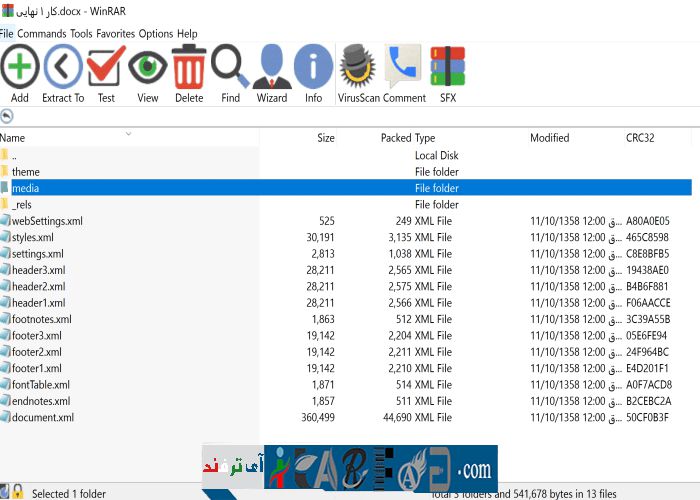 کار ا نهایی.docx - WinRAR
File Commands Tools Favorites Options Help
Add Extract To Test View Delete Find Wizard Info VirusScan Comment SFX
Name Size Packed Type Modified CRC32
.. Local Disk
theme File folder
media File folder
_rels File folder
webSettings.xml 525 249 XML File 11/10/1358 12:00 ق... A80A0E05
styles.xml 30,191 3,135 XML File 11/10/1358 12:00 ق... 465C8598
settings.xml 2,813 1,038 XML File 11/10/1358 12:00 ق... C8E8BFB5
header3.xml 28,211 2,565 XML File 11/10/1358 12:00 ق... 19438AE0
header2.xml 28,211 2,575 XML File 11/10/1358 12:00 ق... B4B6F881
header1.xml 28,211 2,566 XML File 11/10/1358 12:00 ق... F06AACCE
footnotes.xml 1,863 512 XML File 11/10/1358 12:00 ق... 3C39A55B
footer3.xml 19,142 2,204 XML File 11/10/1358 12:00 ق... 05E6FE94
footer2.xml 19,142 2,211 XML File 11/10/1358 12:00 ق... 24F964BC
footer1.xml 19,142 2,210 XML File 11/10/1358 12:00 ق... E4D201F1
fontTable.xml 1,871 514 XML File 11/10/1358 12:00 ق... A0F7ACD8
endnotes.xml 1,857 511 XML File 11/10/1358 12:00 ق... B2CEBC2A
document.xml 360,499 44,690 XML File 11/10/1358 12:00 ق... 50CF0B3F
آی ترفند .com
Selected 1 folder Total 3 folders and 541,678 bytes in 13 files